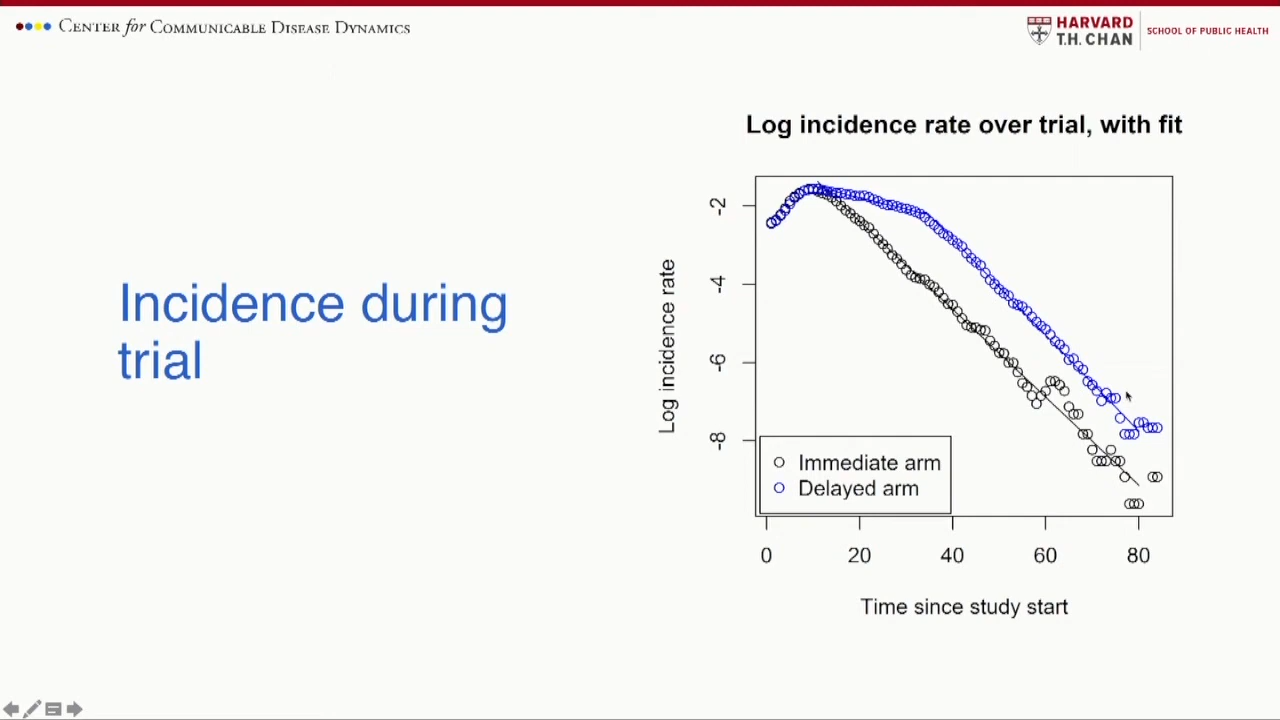 CENTER for COMMUNICABLE DISEASE DYNAMICS
HARVARD
T.H. CHAN
SCHOOL OF PUBLIC HEALTH
Incidence during
trial
Log incidence rate over trial, with fit
Log incidence rate
-2
-4
-6
-8
Immediate arm
Delayed arm
0 20 40 60 80
Time since study start